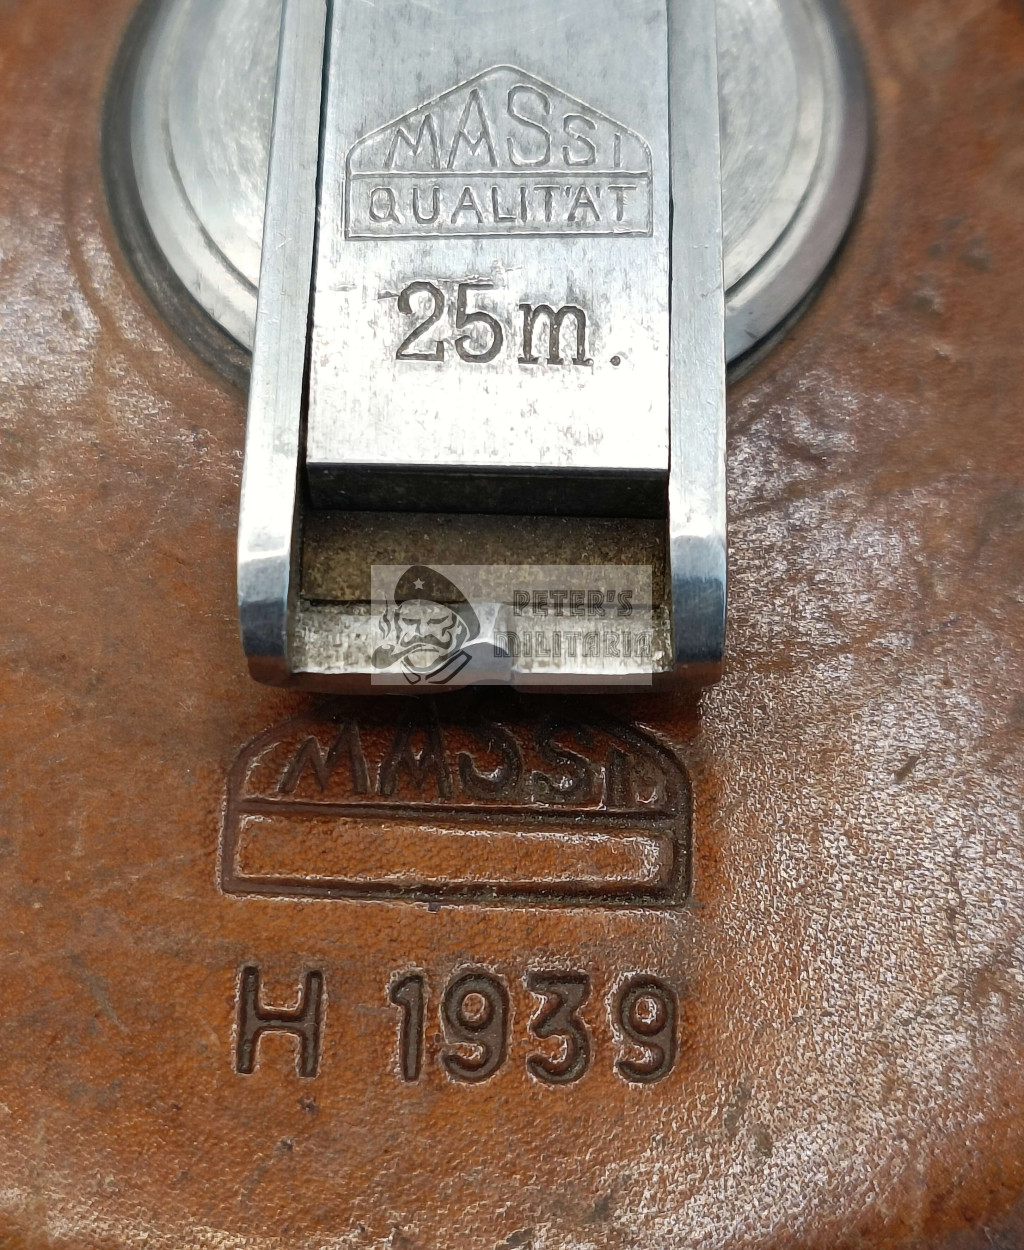 MASSI
QUALITÄT
25m.
PETER'S
MILITARIA
MASSI
H 1939